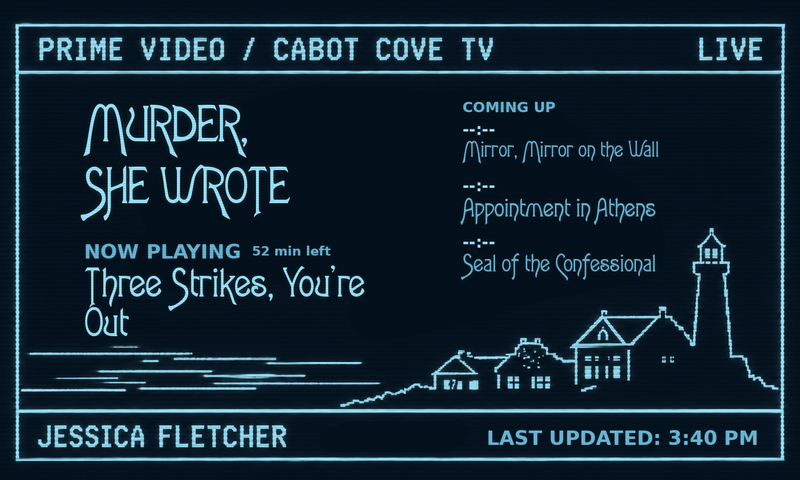 PRIME VIDEO / CABOT COVE TV
LIVE
MURDER,
SHE WROTE
NOW PLAYING 52 min left
Three Strikes, You're
Out
COMING UP
--:--
Mirror, Mirror on the Wall
--:--
Appointment in Athens
--:--
Seal of the Confessional
JESSICA FLETCHER
LAST UPDATED: 3:40 PM